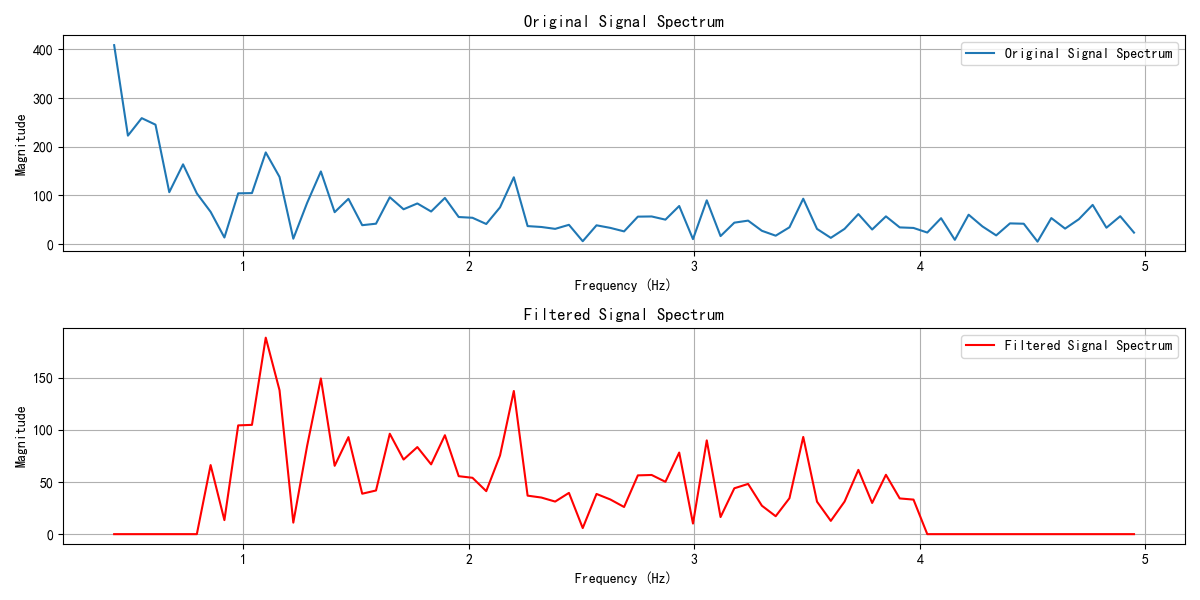 Original Signal Spectrum
400
300
200
100
0
Magnitude
Original Signal Spectrum
1 2 3 4 5
Frequency (Hz)
Filtered Signal Spectrum
150
100
50
0
Magnitude
Filtered Signal Spectrum
1 2 3 4 5
Frequency (Hz)